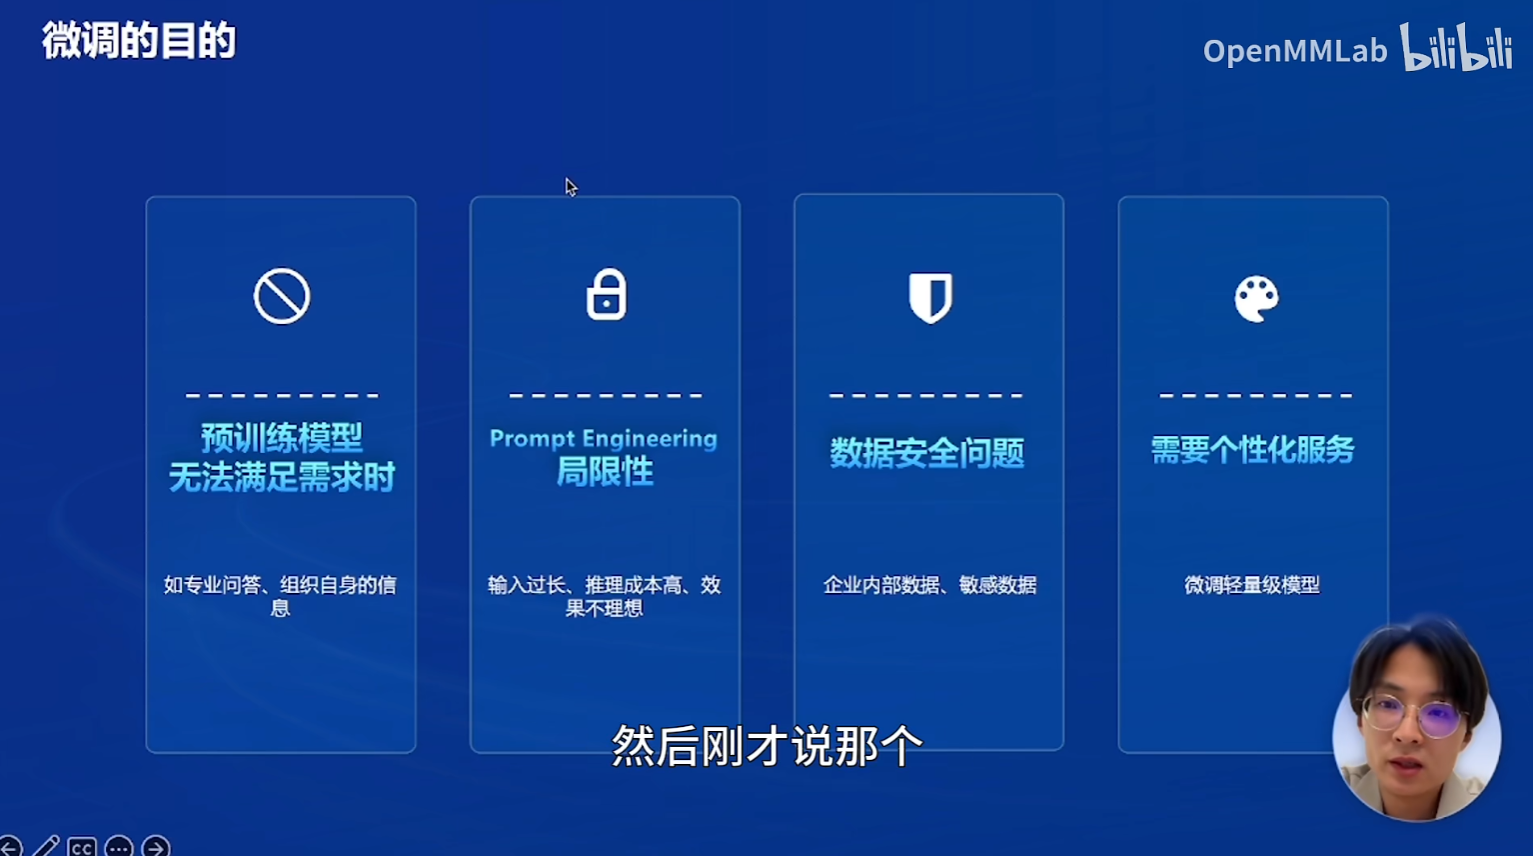 微调的目的
OpenMMLab bilibili
预训练模型
无法满足需求时
如专业问答、组织自身的信
息
Prompt Engineering
局限性
输入过长、推理成本高、效
果不理想
数据安全问题
企业内部数据、敏感数据
需要个性化服务
微调轻量级模型
然后刚才说那个
CC